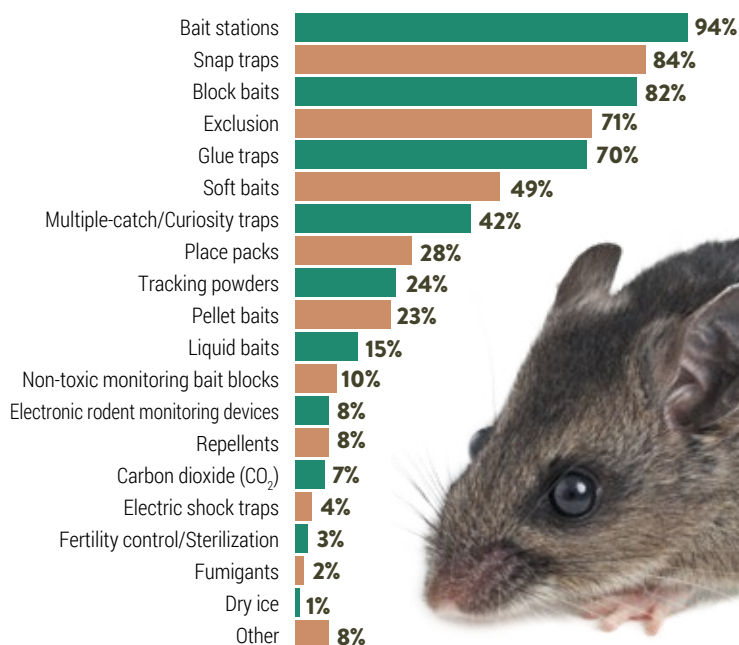 Bait stations 94%
Snap traps 84%
Block baits 82%
Exclusion 71%
Glue traps 70%
Soft baits 49%
Multiple-catch/Curiosity traps 42%
Place packs 28%
Tracking powders 24%
Pellet baits 23%
Liquid baits 15%
Non-toxic monitoring bait blocks 10%
Electronic rodent monitoring devices 8%
Repellents 8%
Carbon dioxide (CO₂) 7%
Electric shock traps 4%
Fertility control/Sterilization 3%
Fumigants 2%
Dry ice 1%
Other 8%